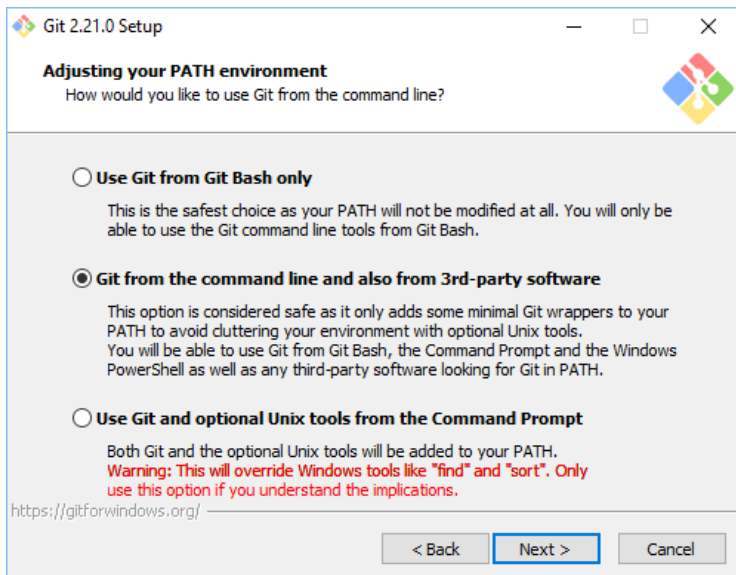 Git 2.21.0 Setup
Adjusting your PATH environment
How would you like to use Git from the command line?
Use Git from Git Bash only
This is the safest choice as your PATH will not be modified at all. You will only be
able to use the Git command line tools from Git Bash.
Git from the command line and also from 3rd-party software
This option is considered safe as it only adds some minimal Git wrappers to your
PATH to avoid cluttering your environment with optional Unix tools.
You will be able to use Git from Git Bash, the Command Prompt and the Windows
PowerShell as well as any third-party software looking for Git in PATH.
Use Git and optional Unix tools from the Command Prompt
Both Git and the optional Unix tools will be added to your PATH.
Warning: This will override Windows tools like "find" and "sort". Only
use this option if you understand the implications.
https://gitforwindows.org/
< Back Next > Cancel